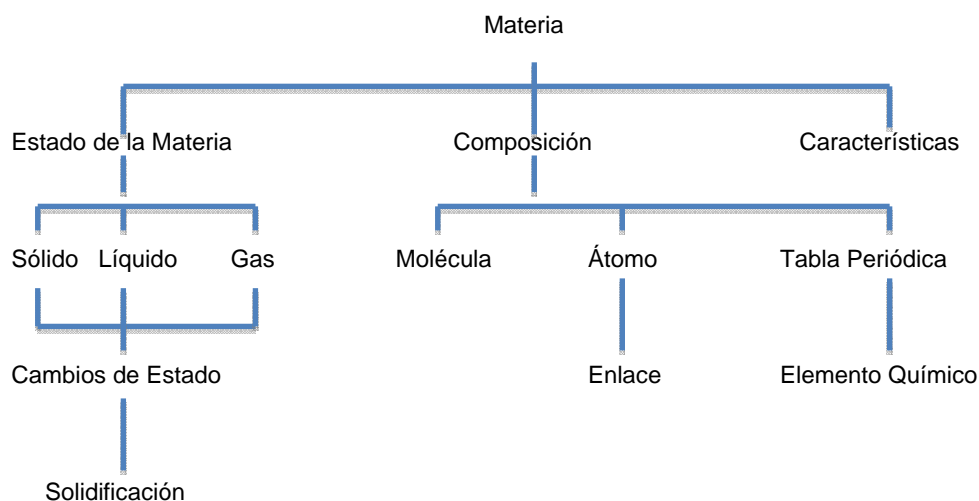 Materia
Estado de la Materia Composición Característícas
Sólido Líquido Gas Molécula Átomo Tabla Periódica
Cambios de Estado Enlace Elemento Químico
Solidificación